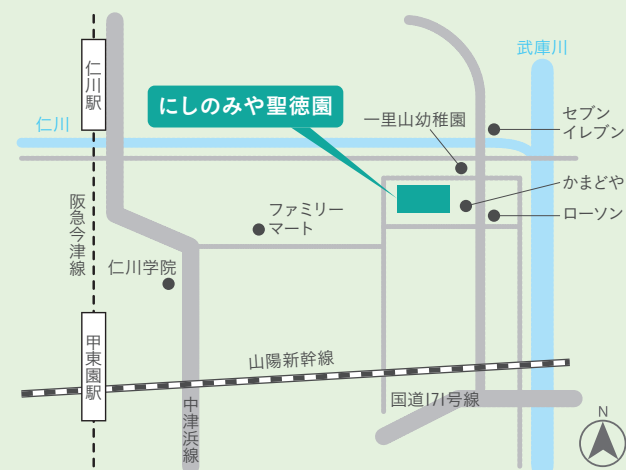 武庫川
仁川駅
にしのみや聖徳園
セブン
イレブン
仁川
一里山幼稚園
かまどや
阪急今津線
ファミリー
マート
ローソン
仁川学院
甲東園駅
山陽新幹線
中津浜線
国道171号線
N